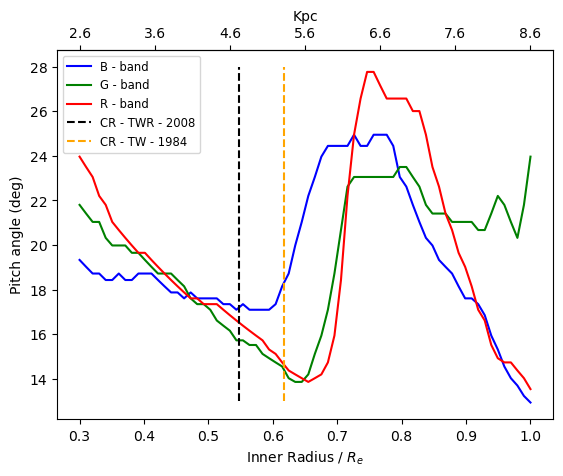 Kpc
2.6 3.6 4.6 5.6 6.6 7.6 8.6
B - band
G - band
R - band
CR - TWR - 2008
CR - TW - 1984
Pitch angle (deg)
28
26
24
22
20
18
16
14
0.3 0.4 0.5 0.6 0.7 0.8 0.9 1.0
Inner Radius / Rₑ